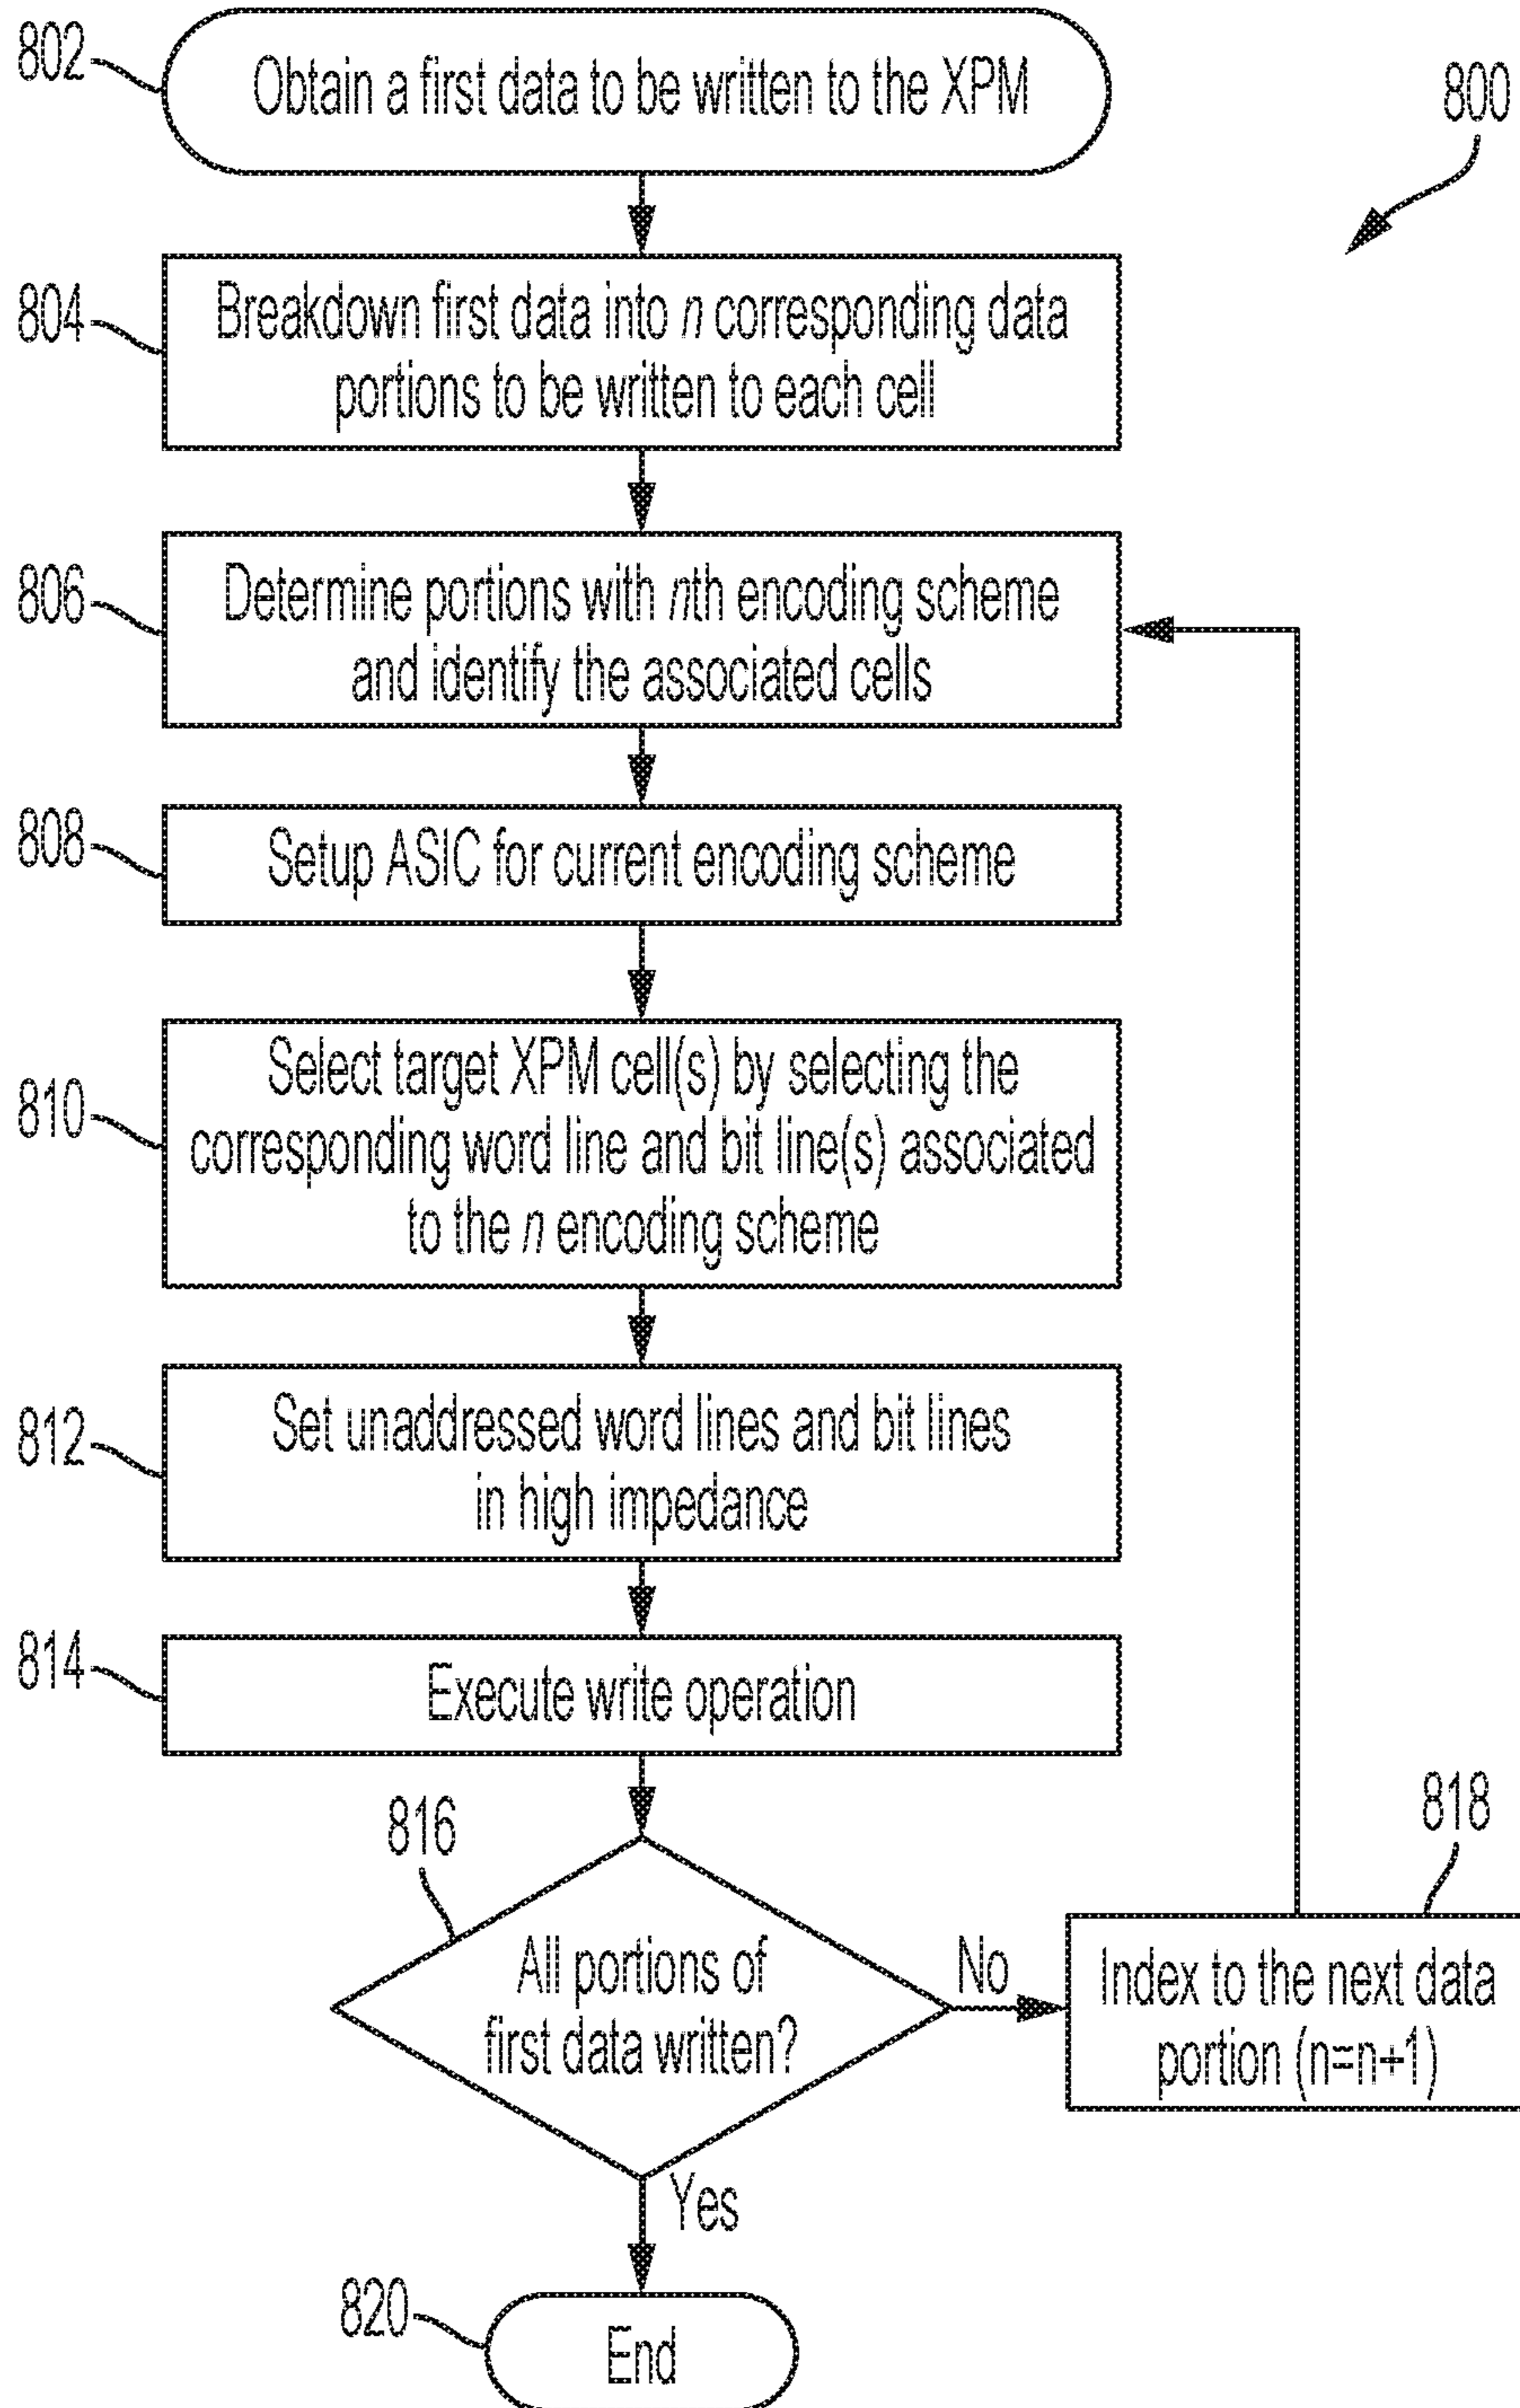 802
Obtain a first data to be written to the XPM
800
804
Breakdown first data into n corresponding data
portions to be written to each cell
806
Determine portions with nth encoding scheme
and identify the associated cells
808
Setup ASIC for current encoding scheme
810
Select target XPM cell(s) by selecting the
corresponding word line and bit line(s) associated
to the n encoding scheme
812
Set unaddressed word lines and bit lines
in high impedance
814
Execute write operation
816
All portions of
first data written?
No
818
Index to the next data
portion (n=n+1)
Yes
820
End